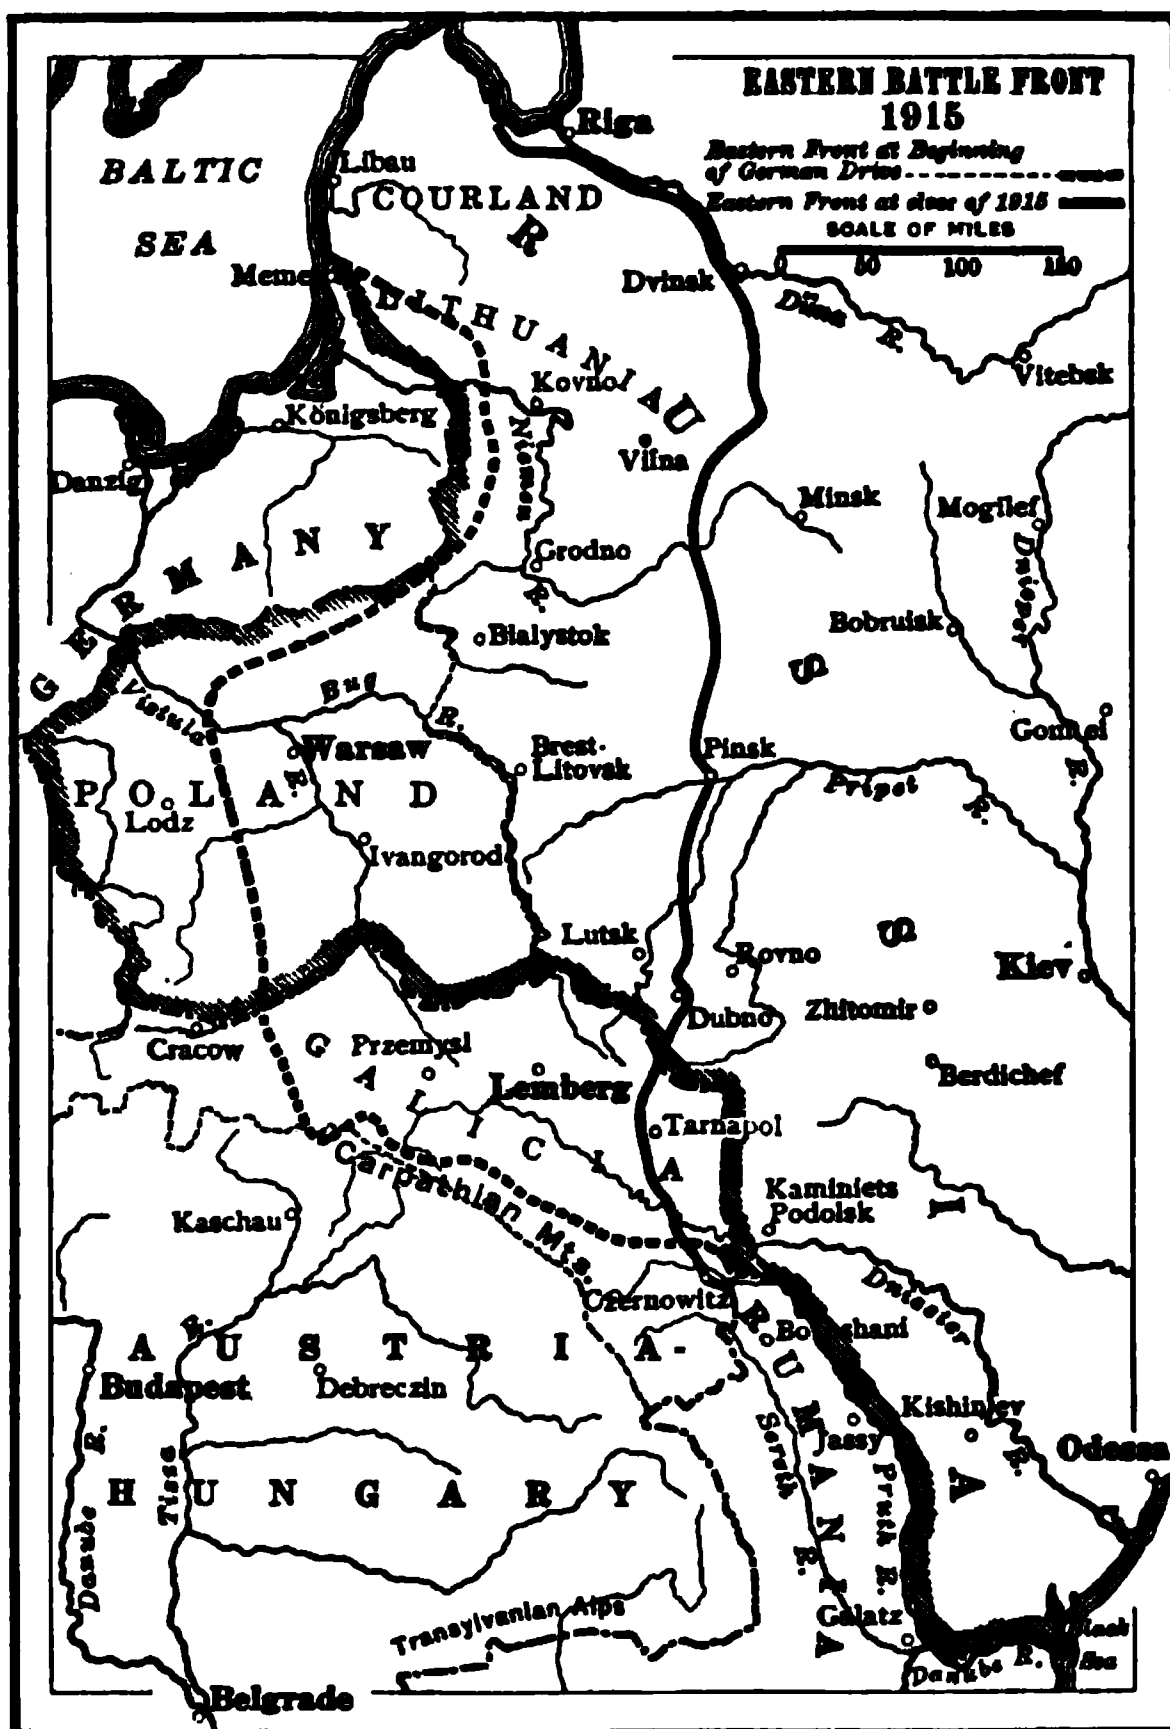 EASTERN BATTLE FRONT
1915
Eastern Front at Beginning
of German Drive
Eastern Front at close of 1915
SCALE OF MILES
0 50 100 150
Riga
BALTIC
SEA
Libau
COURLAND
Memel
LITHUANIA
Dvinsk
Düna R.
Vitebsk
Kovno
Königsberg
Niemen R.
Vilna
Danzig
Minsk
Mogilef
GERMANY
Grodno
Dnieper R.
Bobruisk
Bialystok
RUSSIA
Vistula R.
Bug R.
Gomel
Warsaw
Brest-
Litovsk
Pinsk
Pripet R.
POLAND
Lodz
Ivangorod
Lutsk
Rovno
Kiev
Dubno
Zhitomir
Cracow
Przemysl
Lemberg
Berdichef
GALICIA
Tarnapol
Carpathian Mts.
Kaminiets
Podolsk
Kaschau
Dniester R.
Czernowitz
AUSTRIA-
HUNGARY
Budapest
Debreczin
Kishinev
Jassy
Odessa
Sereth R.
Pruth R.
RUMANIA
Danube R.
Tisza R.
Transylvanian Alps
Galatz
Danube R.
Black
Sea
Belgrade